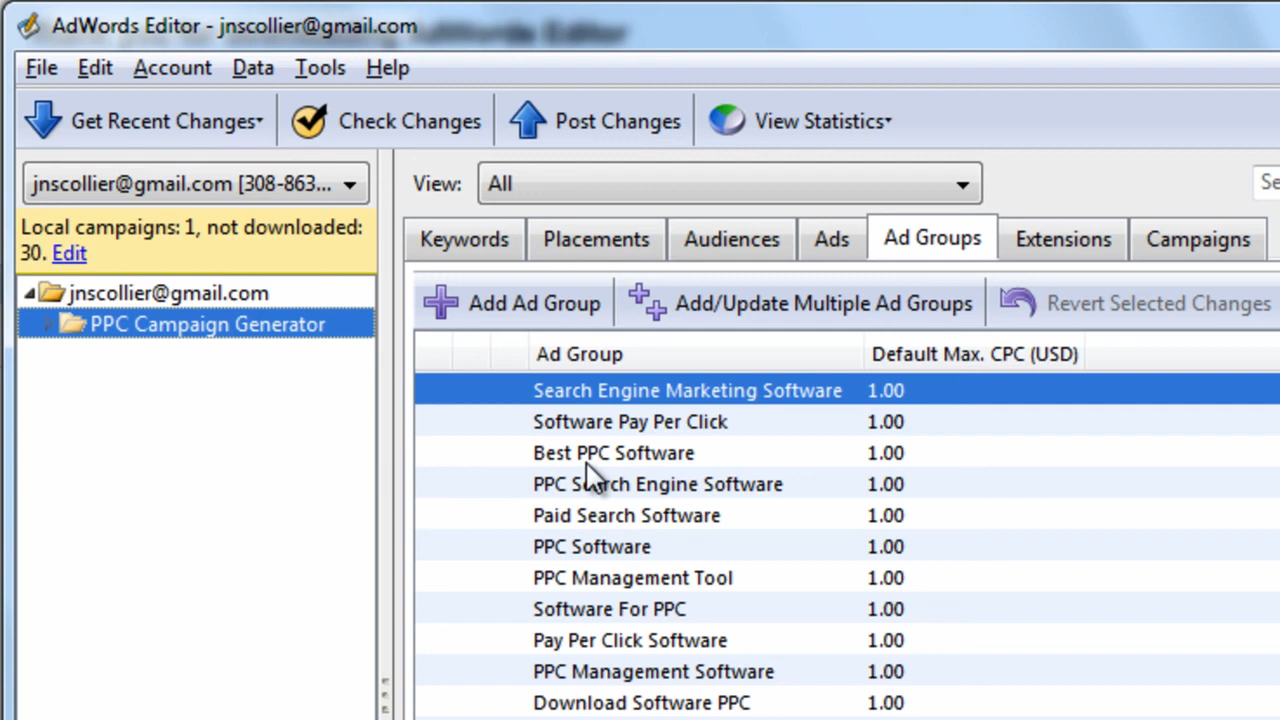 AdWords Editor - jnscollier@gmail.com
File Edit Account Data Tools Help
Get Recent Changes Check Changes Post Changes View Statistics
jnscollier@gmail.com [308-863... View: All
Local campaigns: 1, not downloaded:
30. Edit
jnscollier@gmail.com
PPC Campaign Generator
Keywords Placements Audiences Ads Ad Groups Extensions Campaigns
Add Ad Group Add/Update Multiple Ad Groups Revert Selected Changes
Ad Group Default Max. CPC (USD)
Search Engine Marketing Software 1.00
Software Pay Per Click 1.00
Best PPC Software 1.00
PPC Search Engine Software 1.00
Paid Search Software 1.00
PPC Software 1.00
PPC Management Tool 1.00
Software For PPC 1.00
Pay Per Click Software 1.00
PPC Management Software 1.00
Download Software PPC 1.00